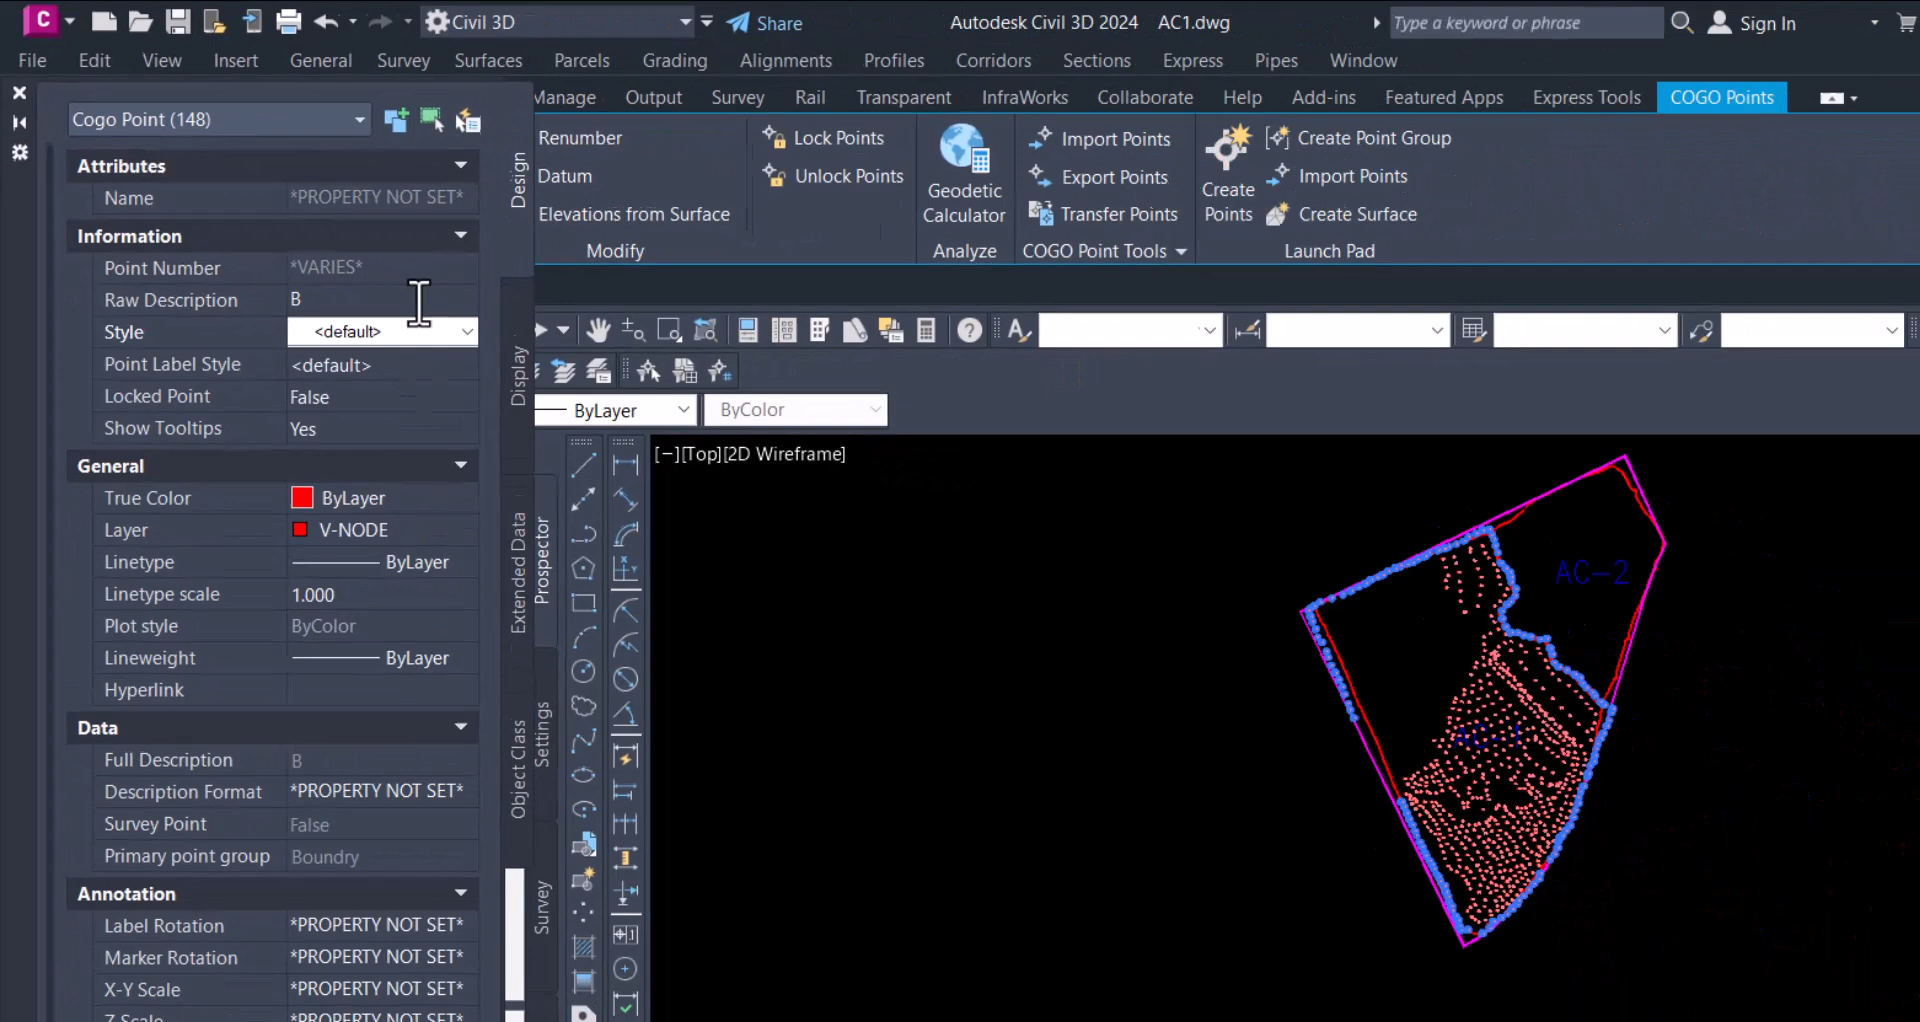 C
Civil 3D
Share
Autodesk Civil 3D 2024 AC1.dwg
Type a keyword or phrase
Sign In
File Edit View Insert General Survey Surfaces Parcels Grading Alignments Profiles Corridors Sections Express Pipes Window
Manage Output Survey Rail Transparent InfraWorks Collaborate Help Add-ins Featured Apps Express Tools COGO Points
Renumber
Datum
Elevations from Surface
Modify
Lock Points
Unlock Points
Geodetic
Calculator
Analyze
Import Points
Export Points
Transfer Points
COGO Point Tools
Create
Points
Create Point Group
Import Points
Create Surface
Launch Pad
ByLayer
ByColor
Cogo Point (148)
Attributes
Name *PROPERTY NOT SET*
Information
Point Number *VARIES*
Raw Description B
Style <default>
Point Label Style <default>
Locked Point False
Show Tooltips Yes
General
True Color ByLayer
Layer V-NODE
Linetype ByLayer
Linetype scale 1.000
Plot style ByColor
Lineweight ByLayer
Hyperlink
Data
Full Description B
Description Format *PROPERTY NOT SET*
Survey Point False
Primary point group Boundry
Annotation
Label Rotation *PROPERTY NOT SET*
Marker Rotation *PROPERTY NOT SET*
X-Y Scale *PROPERTY NOT SET*
Z Scale *PROPERTY NOT SET*
Design
Display
Extended Data
Object Class
Prospector
Settings
Survey
[−][Top][2D Wireframe]
AC-2
AC-1